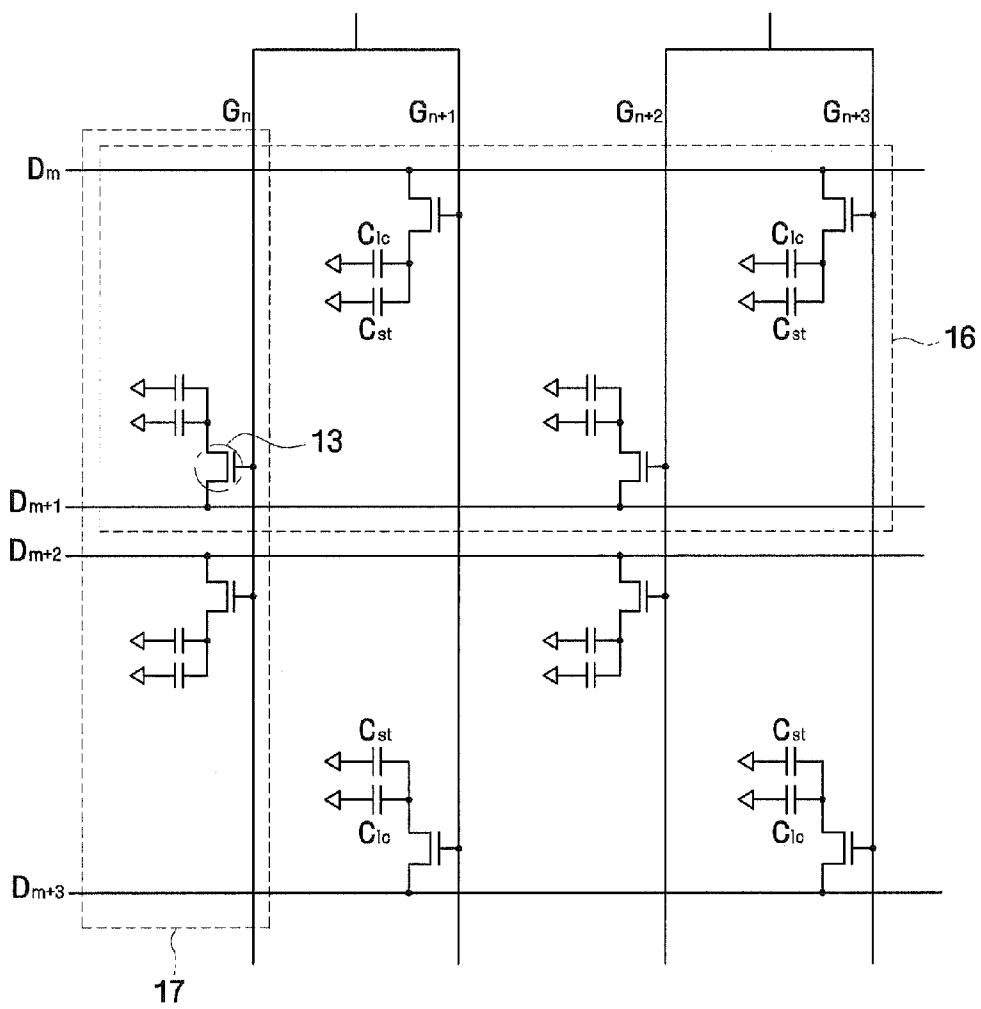 Gn Gn+1 Gn+2 Gn+3
Dm
Clc Clc
Cst Cst
16
13
Dm+1
Dm+2
Cst Cst
Clc Clc
Dm+3
17